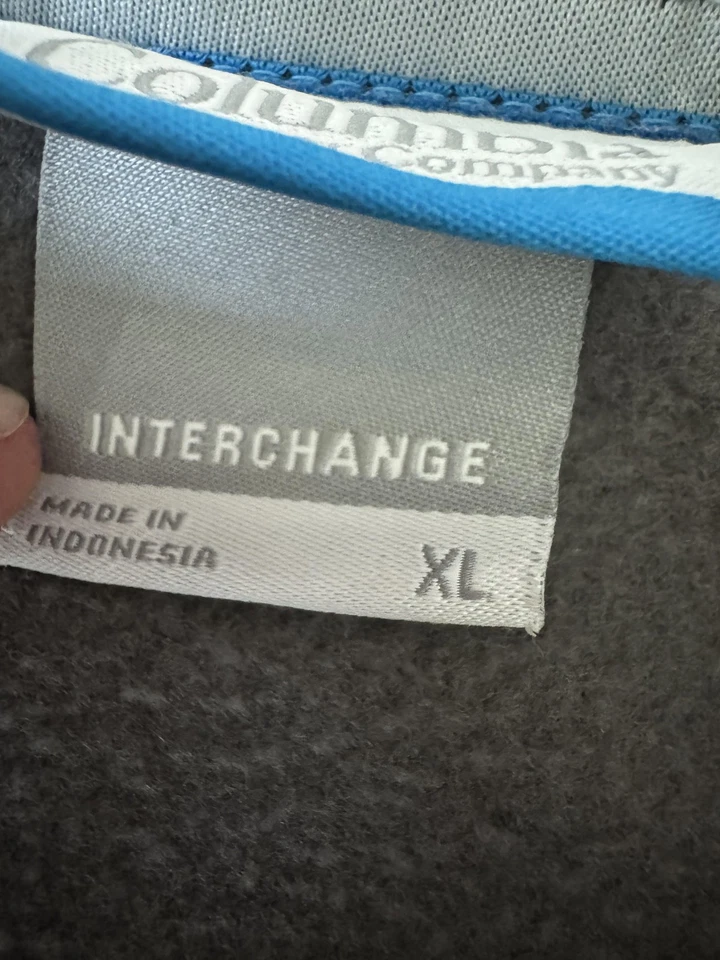 Columbia
Company
INTERCHANGE
MADE IN
INDONESIA
XL